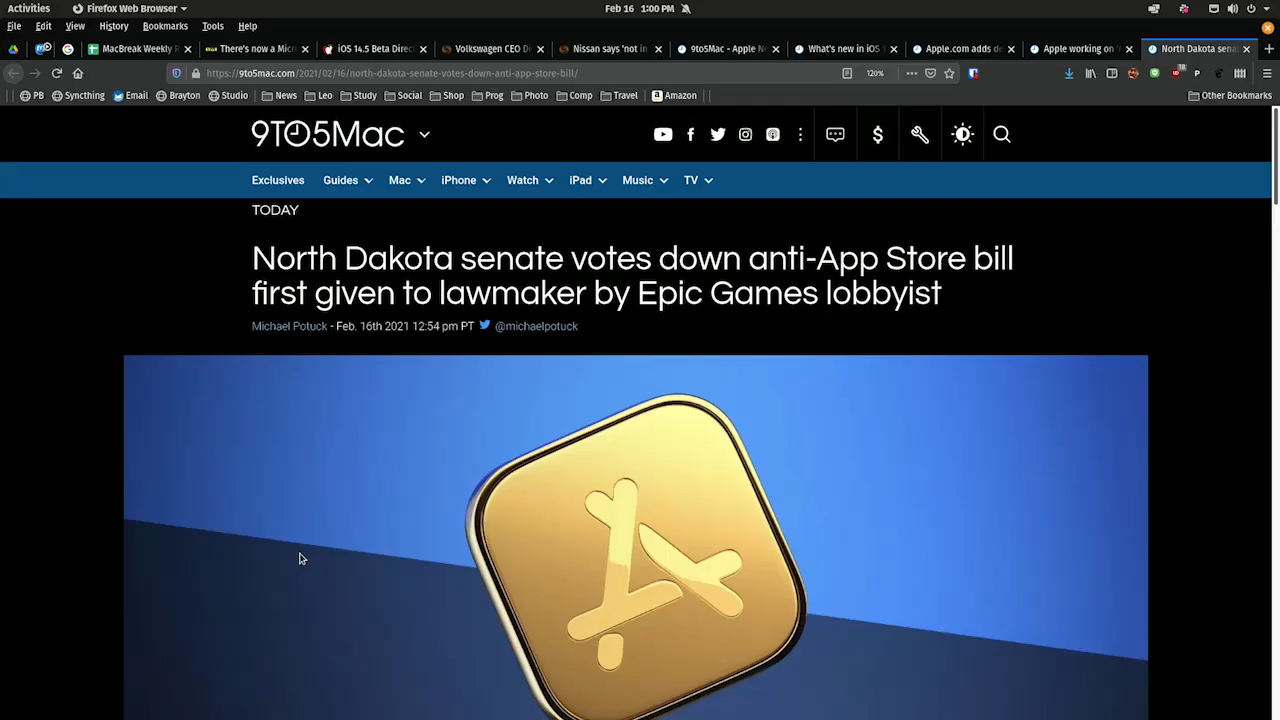 Activities Firefox Web Browser Feb 16 1:00 PM
File Edit View History Bookmarks Tools Help
MacBreak Weekly R There's now a Micr iOS 14.5 Beta Direc Volkswagen CEO Di Nissan says 'not in 9to5Mac - Apple Ne What's new in iOS Apple.com adds de Apple working on North Dakota sena
https://9to5mac.com/2021/02/16/north-dakota-senate-votes-down-anti-app-store-bill/ 120%
PB Syncthing Email Brayton Studio News Leo Study Social Shop Prog Photo Comp Travel Amazon Other Bookmarks
9TO5Mac
Exclusives Guides Mac iPhone Watch iPad Music TV
TODAY
North Dakota senate votes down anti-App Store bill
first given to lawmaker by Epic Games lobbyist
Michael Potuck - Feb. 16th 2021 12:54 pm PT @michaelpotuck